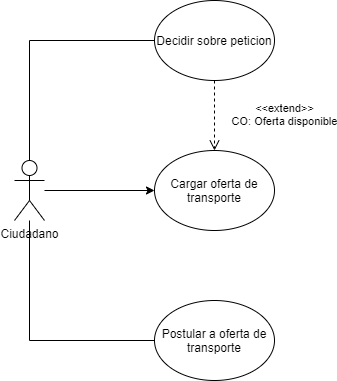 Decidir sobre peticion
<<extend>>
CO: Oferta disponible
Cargar oferta de
transporte
Ciudadano
Postular a oferta de
transporte